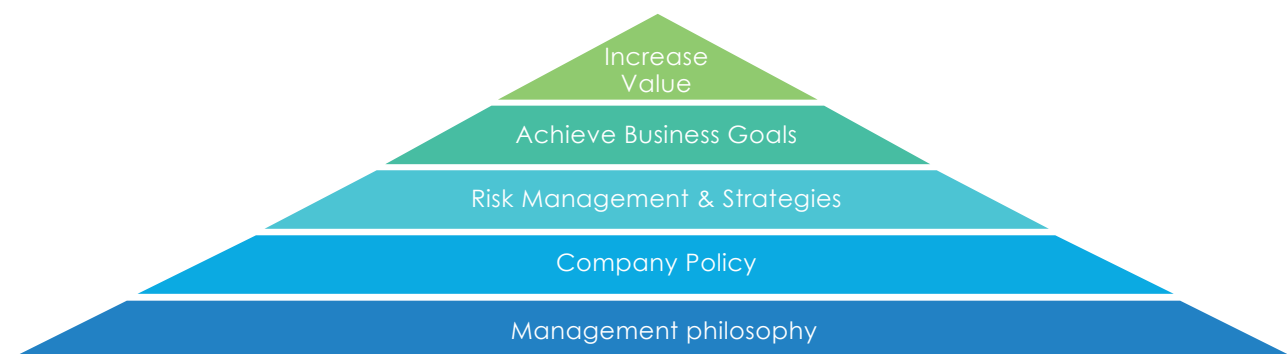 Increase
Value
Achieve Business Goals
Risk Management & Strategies
Company Policy
Management philosophy